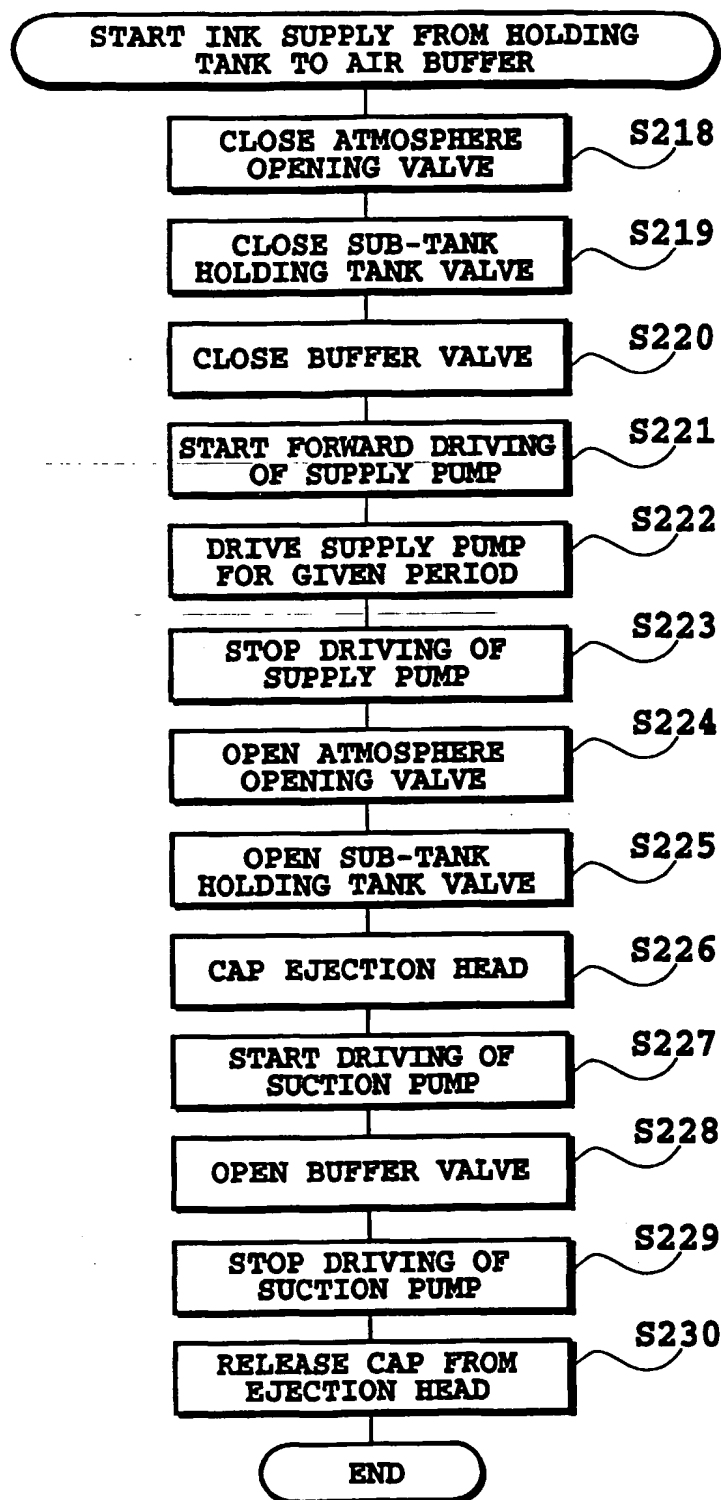 START INK SUPPLY FROM HOLDING
TANK TO AIR BUFFER
CLOSE ATMOSPHERE
OPENING VALVE
S218
CLOSE SUB-TANK
HOLDING TANK VALVE
S219
CLOSE BUFFER VALVE
S220
START FORWARD DRIVING
OF SUPPLY PUMP
S221
DRIVE SUPPLY PUMP
FOR GIVEN PERIOD
S222
STOP DRIVING OF
SUPPLY PUMP
S223
OPEN ATMOSPHERE
OPENING VALVE
S224
OPEN SUB-TANK
HOLDING TANK VALVE
S225
CAP EJECTION HEAD
S226
START DRIVING OF
SUCTION PUMP
S227
OPEN BUFFER VALVE
S228
STOP DRIVING OF
SUCTION PUMP
S229
RELEASE CAP FROM
EJECTION HEAD
S230
END